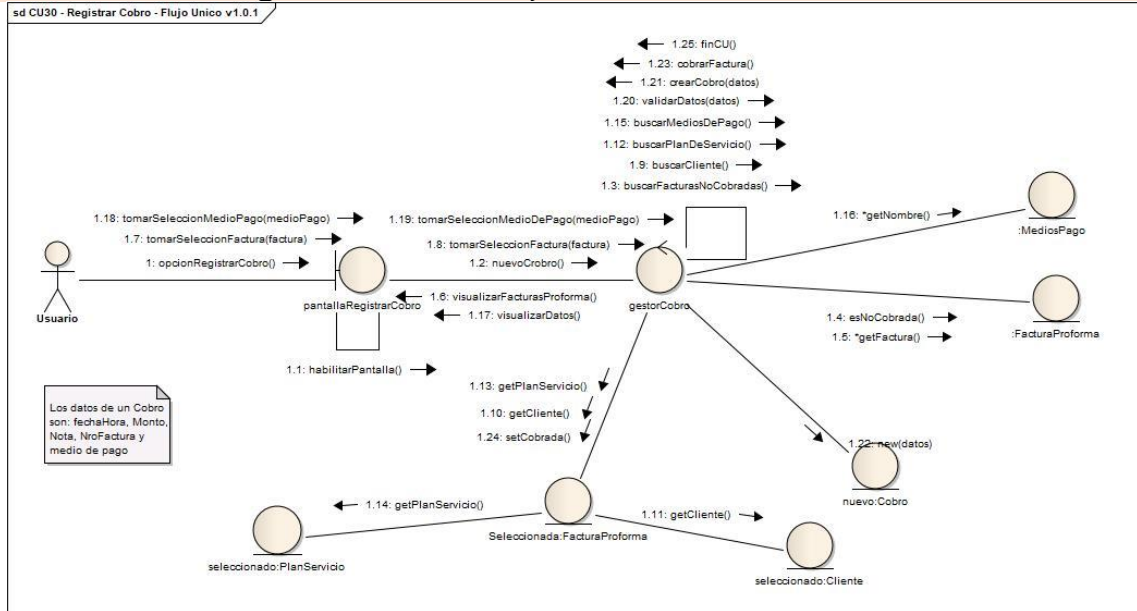 sd CU30 - Registrar Cobro - Flujo Unico v1.0.1
1.25: finCU()
1.23: cobrarFactura()
1.21: crearCobro(datos)
1.20: validarDatos(datos)
1.15: buscarMediosDePago()
1.12: buscarPlanDeServicio()
1.9: buscarCliente()
1.3: buscarFacturasNoCobradas()
1.18: tomarSeleccionMedioPago(medioPago)
1.7: tomarSeleccionFactura(factura)
1: opcionRegistrarCobro()
1.19: tomarSeleccionMedioDePago(medioPago)
1.8: tomarSeleccionFactura(factura)
1.2: nuevoCrobro()
1.16: *getNombre()
:MediosPago
Usuario
pantallaRegistrarCobro
1.6: visualizarFacturasProforma()
1.17: visualizarDatos()
gestorCobro
1.4: esNoCobrada()
1.5: *getFactura()
:FacturaProforma
1.1: habilitarPantalla()
1.13: getPlanServicio()
1.10: getCliente()
1.24: setCobrada()
Los datos de un Cobro
son: fechaHora, Monto,
Nota, NroFactura y
medio de pago
1.22: new(datos)
nuevo:Cobro
1.14: getPlanServicio()
1.11: getCliente()
Seleccionada:FacturaProforma
seleccionado:PlanServicio
seleccionado:Cliente